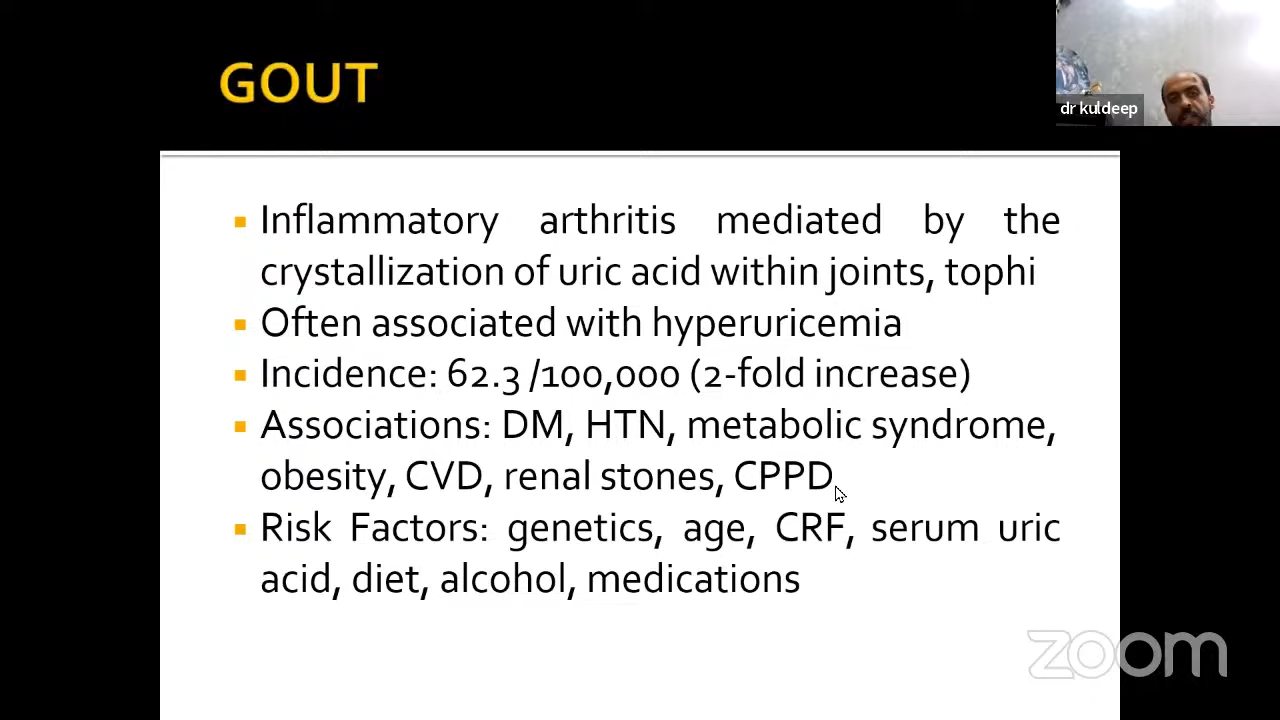 GOUT
dr kuldeep
▪ Inflammatory arthritis mediated by the
crystallization of uric acid within joints, tophi
▪ Often associated with hyperuricemia
▪ Incidence: 62.3 /100,000 (2-fold increase)
▪ Associations: DM, HTN, metabolic syndrome,
obesity, CVD, renal stones, CPPD
▪ Risk Factors: genetics, age, CRF, serum uric
acid, diet, alcohol, medications
zoom